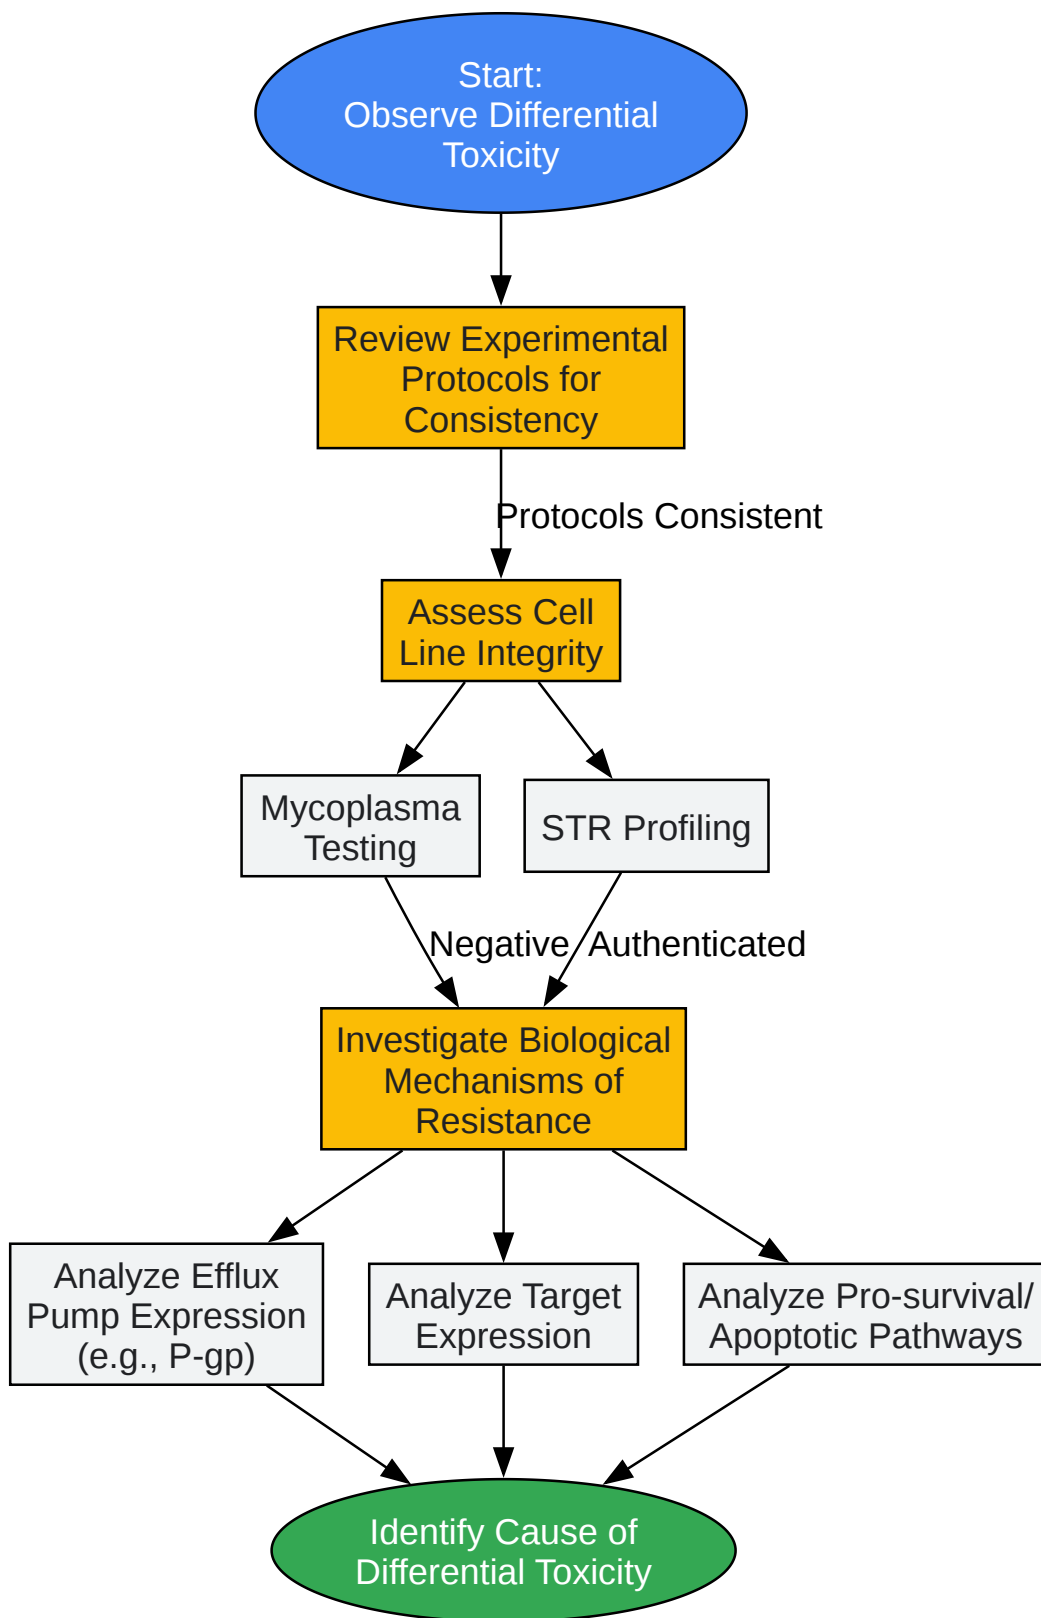 Start:
Observe Differential
Toxicity
Review Experimental
Protocols for
Consistency
Protocols Consistent
Assess Cell
Line Integrity
Mycoplasma
Testing
STR Profiling
Negative
Authenticated
Investigate Biological
Mechanisms of
Resistance
Analyze Efflux
Pump Expression
(e.g., P-gp)
Analyze Target
Expression
Analyze Pro-survival/
Apoptotic Pathways
Identify Cause of
Differential Toxicity